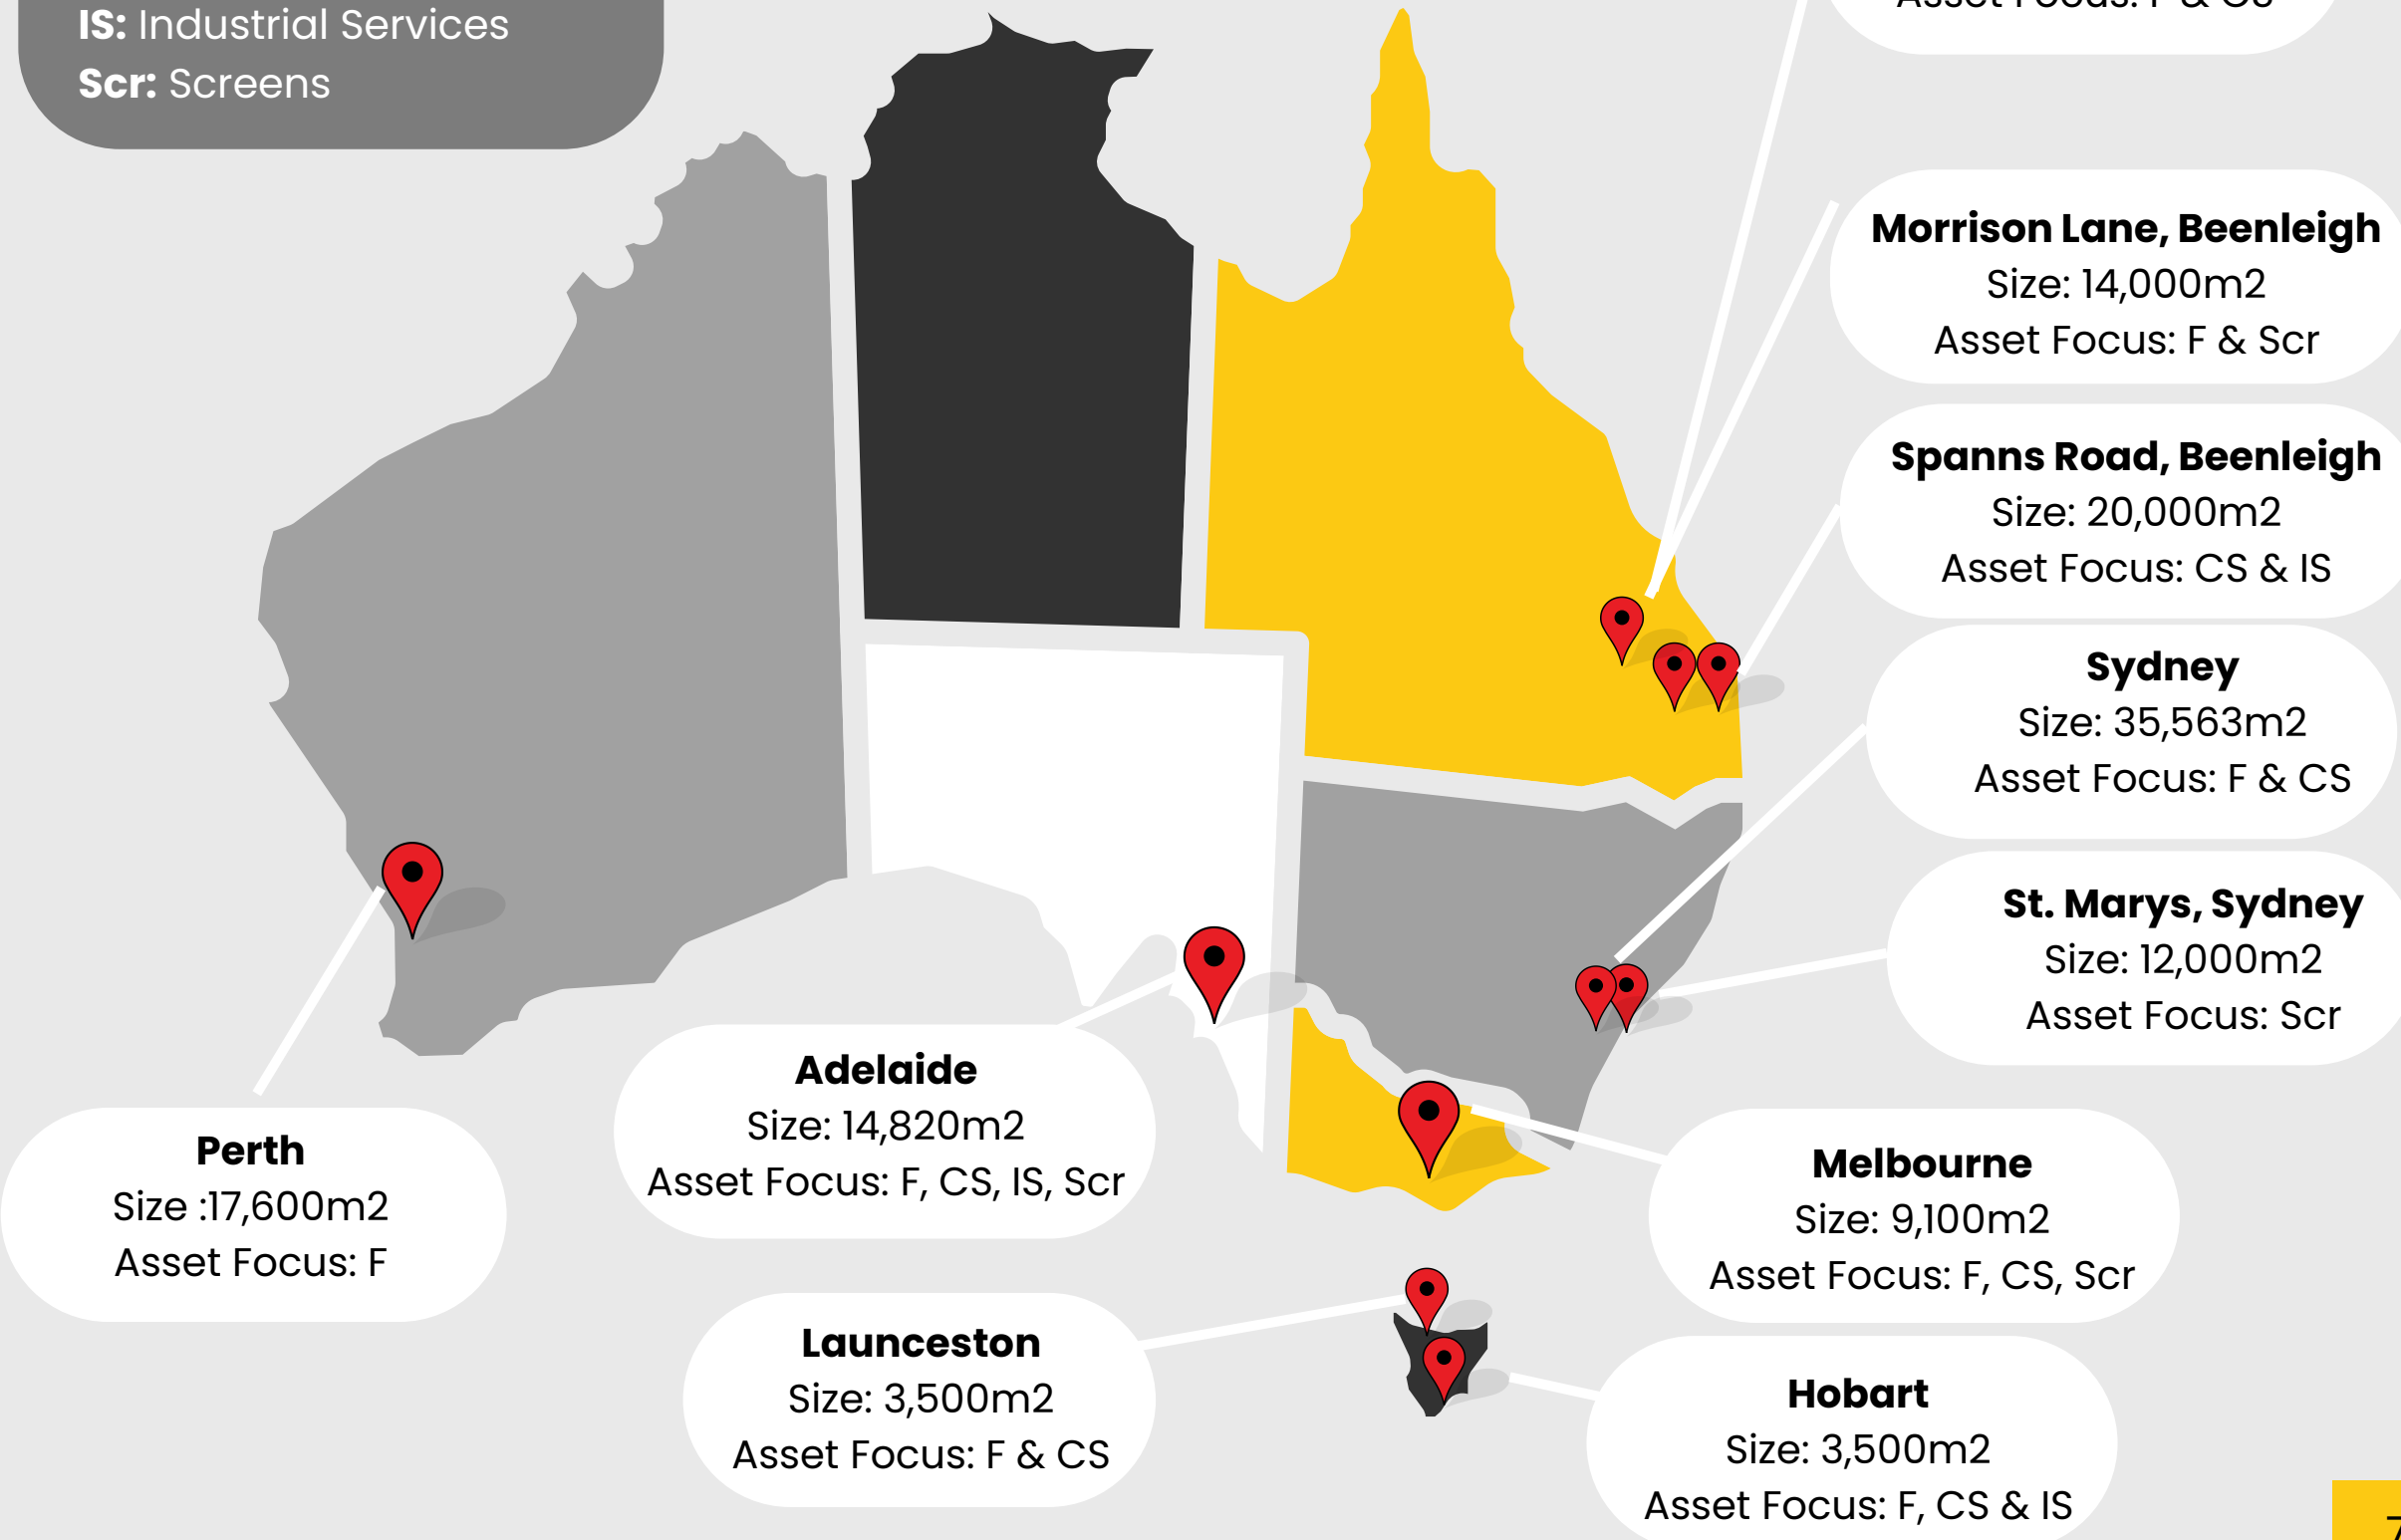 IS: Industrial Services
Scr: Screens
Asset Focus: F & CS
Morrison Lane, Beenleigh
Size: 14,000m2
Asset Focus: F & Scr
Spanns Road, Beenleigh
Size: 20,000m2
Asset Focus: CS & IS
Sydney
Size: 35,563m2
Asset Focus: F & CS
St. Marys, Sydney
Size: 12,000m2
Asset Focus: Scr
Adelaide
Size: 14,820m2
Asset Focus: F, CS, IS, Scr
Perth
Size :17,600m2
Asset Focus: F
Melbourne
Size: 9,100m2
Asset Focus: F, CS, Scr
Launceston
Size: 3,500m2
Asset Focus: F & CS
Hobart
Size: 3,500m2
Asset Focus: F, CS & IS